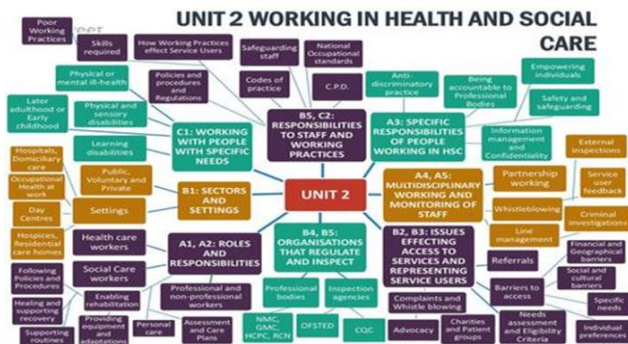 UNIT 2 WORKING IN HEALTH AND SOCIAL
CARE
Poor
Working
Practices
Skills
required
How Working Practices
effect Service Users
Safeguarding
staff
National
Occupational
standards
Policies and
procedures and
Regulations
Codes of
practice
C.P.D.
Anti-
discriminatory
practice
Being
accountable to
Professional
Bodies
Empowering
individuals
Safety and
safeguarding
Information
management and
Confidentiality
Physical or
mental ill-health
Later
adulthood or
Early
childhood
Physical and
sensory
disabilities
Learning
disabilities
C1: WORKING
WITH PEOPLE
WITH SPECIFIC
NEEDS
B5, C2:
RESPONSIBILITIES
TO STAFF AND
WORKING
PRACTICES
A3: SPECIFIC
RESPONSIBILITIES
OF PEOPLE
WORKING IN HSC
Hospitals,
Domiciliary
care
Occupational
Health at
work
Day
Centres
Hospices,
Residential
care homes
Public,
Voluntary and
Private
Settings
B1: SECTORS
AND
SETTINGS
UNIT 2
A4, A5:
MULTIDISCIPLINARY
WORKING AND
MONITORING OF
STAFF
Partnership
working
Whistleblowing
Line
management
External
inspections
Service
user
feedback
Criminal
investigations
Health care
workers
Social Care
workers
A1, A2: ROLES
AND
RESPONSIBILITIES
B4, B5:
ORGANISATIONS
THAT REGULATE
AND INSPECT
B2, B3: ISSUES
EFFECTING
ACCESS TO
SERVICES AND
REPRESENTING
SERVICE USERS
Referrals
Barriers to
access
Financial and
Geographical
barriers
Social and
cultural
barriers
Specific
needs
Individual
preferences
Following
Policies and
Procedures
Healing and
supporting
recovery
Supporting
routines
Enabling
rehabilitation
Providing
equipment and
adaptations
Personal care
Professional and
non-professional
workers
Assessment and
Care Plans
Professional
bodies
NMC,
GMC,
HCPC, RCN
Inspection
agencies
OFSTED
CQC
Complaints and
Whistle blowing
Advocacy
Charities and
Patient groups
Needs
assessment and
Eligibility
Criteria